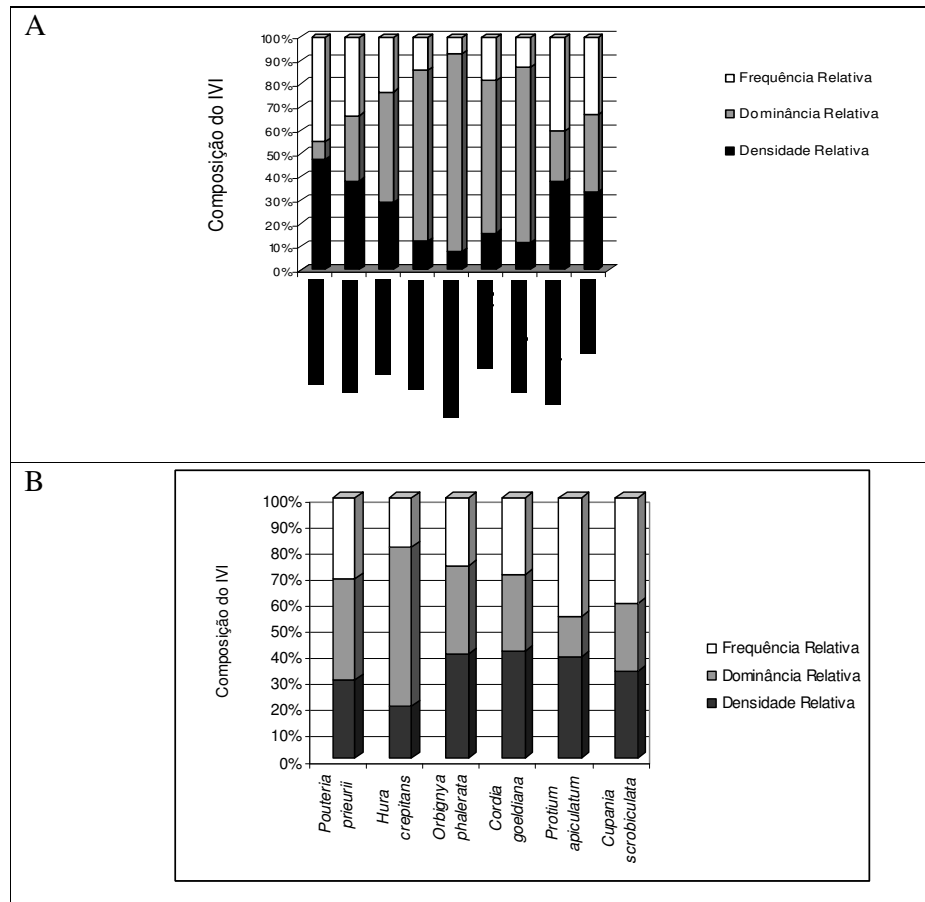 A
100%
90%
80%
70%
60%
50%
40%
30%
20%
10%
0%
Composição do IVI
Frequência Relativa
Dominância Relativa
Densidade Relativa
B
100%
90%
80%
70%
60%
50%
40%
30%
20%
10%
0%
Composição do IVI
Frequência Relativa
Dominância Relativa
Densidade Relativa
Pouteria
prieurii
Hura
crepitans
Orbignya
phalerata
Cordia
goeldiana
Protium
apiculatum
Cupania
scrobiculata